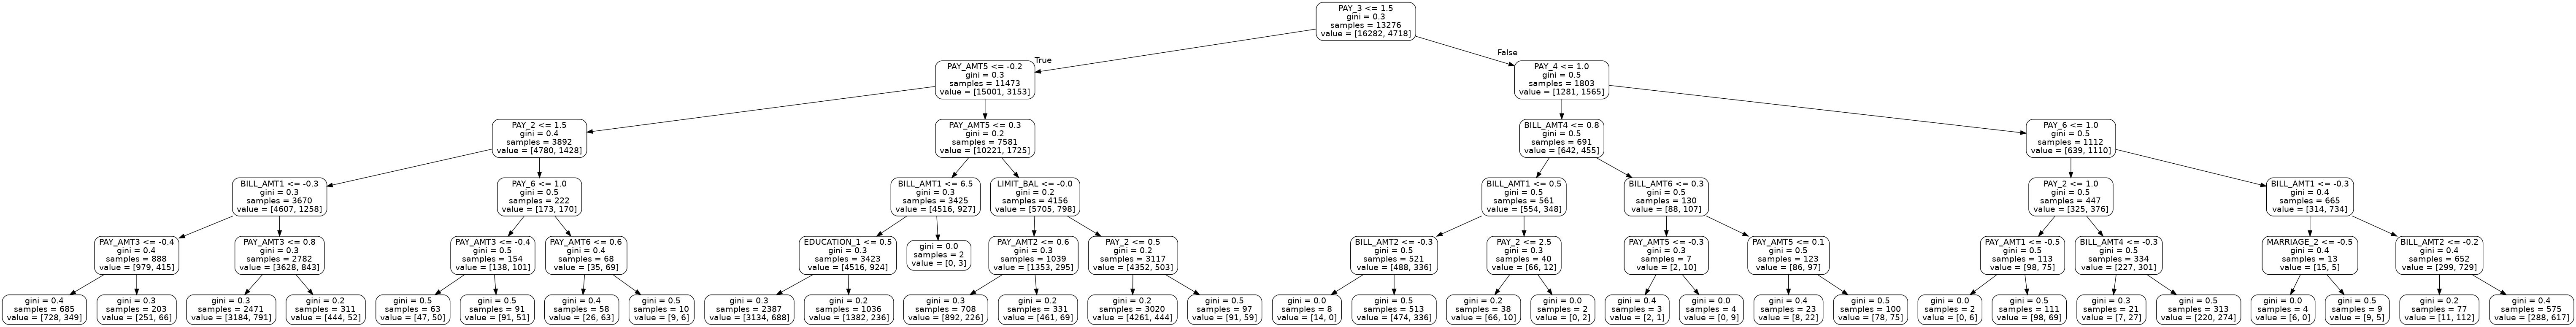 PAY_3 <= 1.5
gini = 0.3
samples = 13276
value = [16282, 4718]
True
False
PAY_AMT5 <= -0.2
gini = 0.3
samples = 11473
value = [15001, 3153]
PAY_4 <= 1.0
gini = 0.5
samples = 1803
value = [1281, 1565]
PAY_2 <= 1.5
gini = 0.4
samples = 3892
value = [4780, 1428]
PAY_AMT5 <= 0.3
gini = 0.2
samples = 7581
value = [10221, 1725]
BILL_AMT4 <= 0.8
gini = 0.5
samples = 691
value = [642, 455]
PAY_6 <= 1.0
gini = 0.5
samples = 1112
value = [639, 1110]
BILL_AMT1 <= -0.3
gini = 0.3
samples = 3670
value = [4607, 1258]
PAY_6 <= 1.0
gini = 0.5
samples = 222
value = [173, 170]
BILL_AMT1 <= 6.5
gini = 0.3
samples = 3425
value = [4516, 927]
LIMIT_BAL <= -0.0
gini = 0.2
samples = 4156
value = [5705, 798]
BILL_AMT1 <= 0.5
gini = 0.5
samples = 561
value = [554, 348]
BILL_AMT6 <= 0.3
gini = 0.5
samples = 130
value = [88, 107]
PAY_2 <= 1.0
gini = 0.5
samples = 447
value = [325, 376]
BILL_AMT1 <= -0.3
gini = 0.4
samples = 665
value = [314, 734]
PAY_AMT3 <= -0.4
gini = 0.4
samples = 888
value = [979, 415]
PAY_AMT3 <= 0.8
gini = 0.3
samples = 2782
value = [3628, 843]
PAY_AMT3 <= -0.4
gini = 0.5
samples = 154
value = [138, 101]
PAY_AMT6 <= 0.6
gini = 0.4
samples = 68
value = [35, 69]
EDUCATION_1 <= 0.5
gini = 0.3
samples = 3423
value = [4516, 924]
gini = 0.0
samples = 2
value = [0, 3]
PAY_AMT2 <= 0.6
gini = 0.3
samples = 1039
value = [1353, 295]
PAY_2 <= 0.5
gini = 0.2
samples = 3117
value = [4352, 503]
BILL_AMT2 <= -0.3
gini = 0.5
samples = 521
value = [488, 336]
PAY_2 <= 2.5
gini = 0.3
samples = 40
value = [66, 12]
PAY_AMT5 <= -0.3
gini = 0.3
samples = 7
value = [2, 10]
PAY_AMT5 <= 0.1
gini = 0.5
samples = 123
value = [86, 97]
PAY_AMT1 <= -0.5
gini = 0.5
samples = 113
value = [98, 75]
BILL_AMT4 <= -0.3
gini = 0.5
samples = 334
value = [227, 301]
MARRIAGE_2 <= -0.5
gini = 0.4
samples = 13
value = [15, 5]
BILL_AMT2 <= -0.2
gini = 0.4
samples = 652
value = [299, 729]
gini = 0.4
samples = 685
value = [728, 349]
gini = 0.3
samples = 203
value = [251, 66]
gini = 0.3
samples = 2471
value = [3184, 791]
gini = 0.2
samples = 311
value = [444, 52]
gini = 0.5
samples = 63
value = [47, 50]
gini = 0.5
samples = 91
value = [91, 51]
gini = 0.4
samples = 58
value = [26, 63]
gini = 0.5
samples = 10
value = [9, 6]
gini = 0.3
samples = 2387
value = [3134, 688]
gini = 0.2
samples = 1036
value = [1382, 236]
gini = 0.3
samples = 708
value = [892, 226]
gini = 0.2
samples = 331
value = [461, 69]
gini = 0.2
samples = 3020
value = [4261, 444]
gini = 0.5
samples = 97
value = [91, 59]
gini = 0.0
samples = 8
value = [14, 0]
gini = 0.5
samples = 513
value = [474, 336]
gini = 0.2
samples = 38
value = [66, 10]
gini = 0.0
samples = 2
value = [0, 2]
gini = 0.4
samples = 3
value = [2, 1]
gini = 0.0
samples = 4
value = [0, 9]
gini = 0.4
samples = 23
value = [8, 22]
gini = 0.5
samples = 100
value = [78, 75]
gini = 0.0
samples = 2
value = [0, 6]
gini = 0.5
samples = 111
value = [98, 69]
gini = 0.3
samples = 21
value = [7, 27]
gini = 0.5
samples = 313
value = [220, 274]
gini = 0.0
samples = 4
value = [6, 0]
gini = 0.5
samples = 9
value = [9, 5]
gini = 0.2
samples = 77
value = [11, 112]
gini = 0.4
samples = 575
value = [288, 617]